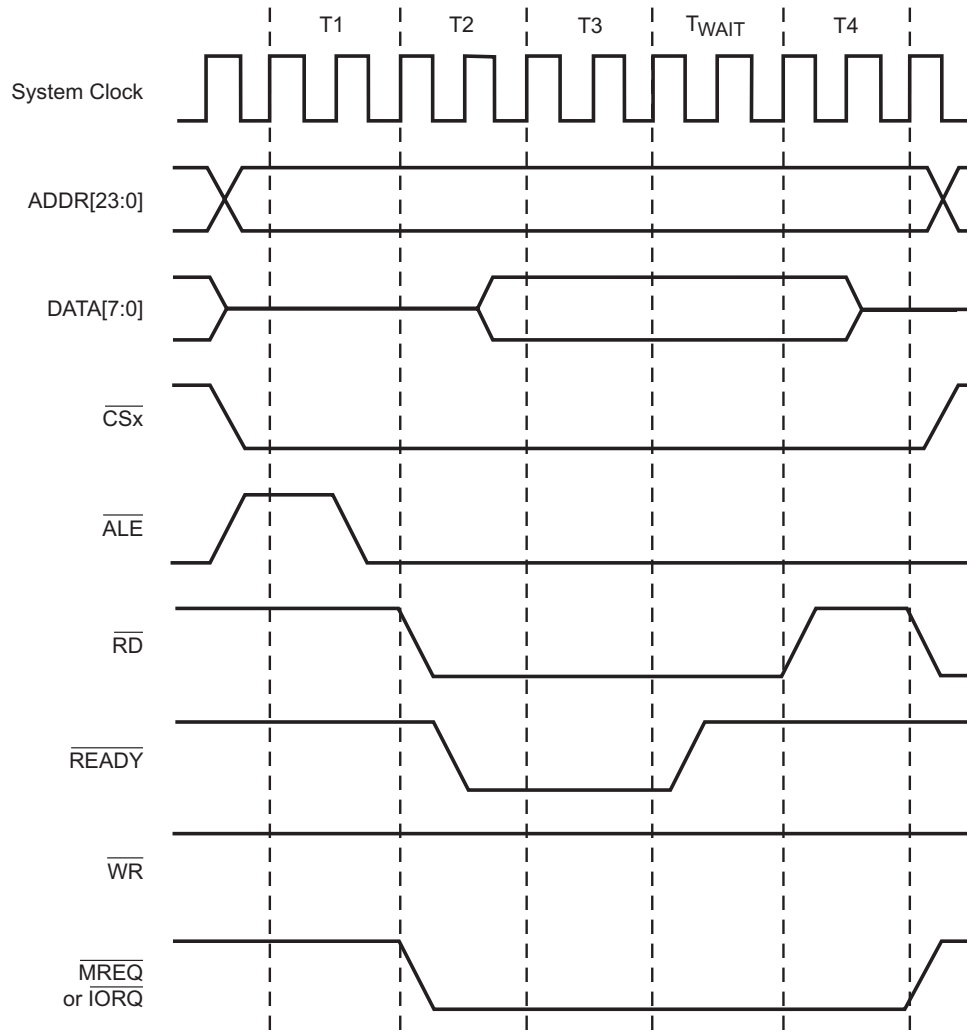 T1 T2 T3 TWAIT T4
System Clock
ADDR[23:0]
DATA[7:0]
CSx
ALE
RD
READY
WR
MREQ
or IORQ